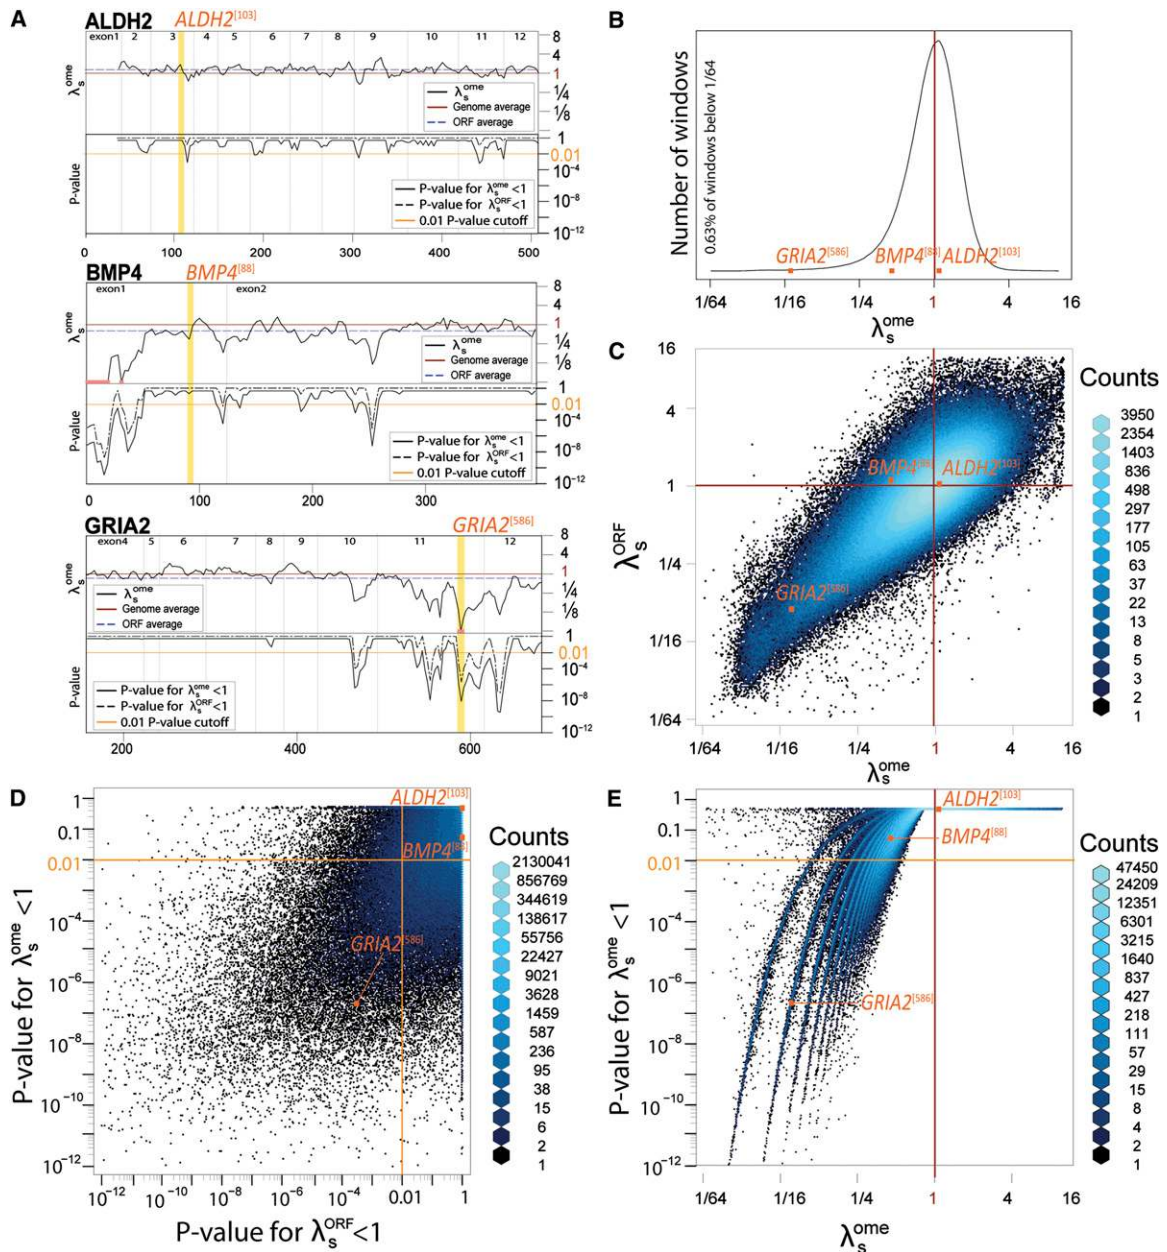 A
ALDH2
ALDH2[103]
exon1 2 3 4 5 6 7 8 9 10 11 12
λsome
8
4
1
1/4
1/8
λsome
Genome average
ORF average
P-value
1
0.01
10-4
10-8
10-12
P-value for λsome<1
P-value for λsORF<1
0.01 P-value cutoff
0 100 200 300 400 500
BMP4
BMP4[88]
exon1 exon2
λsome
8
4
1
1/4
1/8
λsome
Genome average
ORF average
P-value
1
0.01
10-4
10-8
10-12
P-value for λsome<1
P-value for λsORF<1
0.01 P-value cutoff
0 100 200 300
GRIA2
GRIA2[586]
exon4 5 6 7 8 9 10 11 12
λsome
8
4
1
1/4
1/8
λsome
Genome average
ORF average
P-value
1
0.01
10-4
10-8
10-12
P-value for λsome<1
P-value for λsORF<1
0.01 P-value cutoff
200 400 600
B
Number of windows
0.63% of windows below 1/64
GRIA2[586] BMP4[88] ALDH2[103]
1/64 1/16 1/4 1 4 16
λsome
C
16
4
1
1/4
1/16
1/64
λsORF
BMP4[88] ALDH2[103]
GRIA2[586]
1/64 1/16 1/4 1 4 16
λsome
Counts
3950
2354
1403
836
498
297
177
105
63
37
22
13
8
5
3
2
1
D
P-value for λsome<1
1
0.1
0.01
10-4
10-6
10-8
10-10
10-12
ALDH2[103]
BMP4[88]
GRIA2[586]
10-12 10-10 10-8 10-6 10-4 0.01 1
P-value for λsORF<1
Counts
2130041
856769
344619
138617
55756
22427
9021
3628
1459
587
236
95
38
15
6
2
1
E
P-value for λsome<1
1
0.1
0.01
10-4
10-6
10-8
10-10
10-12
ALDH2[103]
BMP4[88]
GRIA2[586]
1/64 1/16 1/4 1 4 16
λsome
Counts
47450
24209
12351
6301
3215
1640
837
427
218
111
57
29
15
8
4
2
1